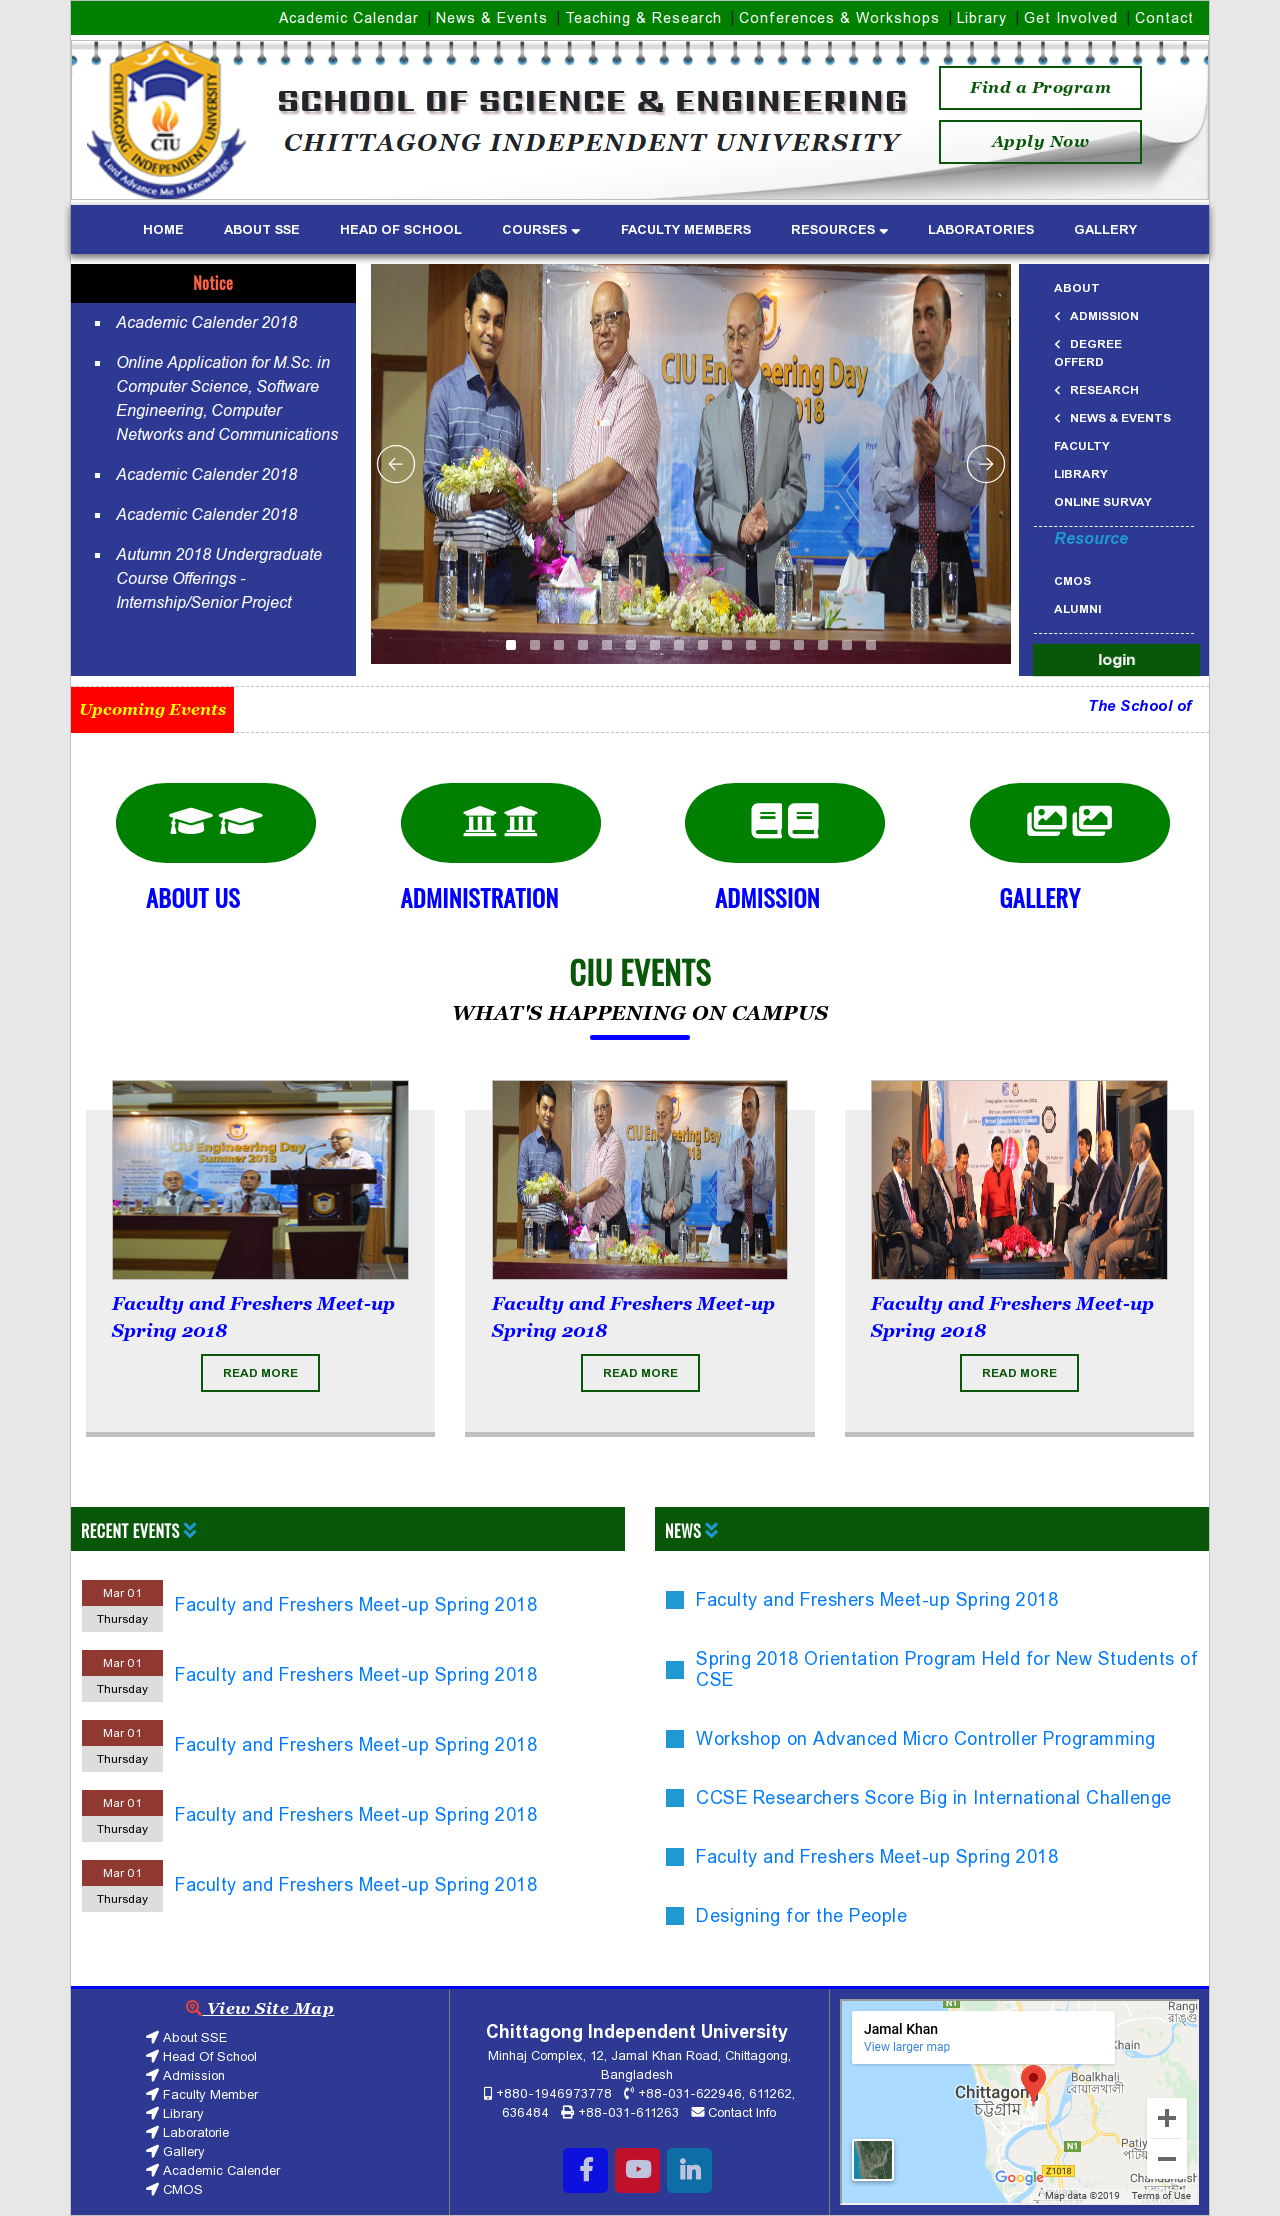 Academic Calendar | News & Events | Teaching & Research | Conferences & Workshops | Library | Get Involved | Contact
CHITTAGONG INDEPENDENT UNIVERSITY
CIU
Lord Advance Me In Knowledge
SCHOOL OF SCIENCE & ENGINEERING
CHITTAGONG INDEPENDENT UNIVERSITY
Find a Program
Apply Now
HOME ABOUT SSE HEAD OF SCHOOL COURSES FACULTY MEMBERS RESOURCES LABORATORIES GALLERY
Notice
Academic Calender 2018
Online Application for M.Sc. in
Computer Science, Software
Engineering, Computer
Networks and Communications
Academic Calender 2018
Academic Calender 2018
Autumn 2018 Undergraduate
Course Offerings -
Internship/Senior Project
CIU Engineering Day
2018
ABOUT
ADMISSION
DEGREE
OFFERD
RESEARCH
NEWS & EVENTS
FACULTY
LIBRARY
ONLINE SURVAY
Resource
CMOS
ALUMNI
login
Upcoming Events
The School of
ABOUT US
ADMINISTRATION
ADMISSION
GALLERY
CIU EVENTS
WHAT'S HAPPENING ON CAMPUS
CIU Engineering Day
Summer 2018
Faculty and Freshers Meet-up
Spring 2018
READ MORE
Faculty and Freshers Meet-up
Spring 2018
READ MORE
Faculty and Freshers Meet-up
Spring 2018
READ MORE
RECENT EVENTS
Mar 01
Thursday
Faculty and Freshers Meet-up Spring 2018
Mar 01
Thursday
Faculty and Freshers Meet-up Spring 2018
Mar 01
Thursday
Faculty and Freshers Meet-up Spring 2018
Mar 01
Thursday
Faculty and Freshers Meet-up Spring 2018
Mar 01
Thursday
Faculty and Freshers Meet-up Spring 2018
NEWS
Faculty and Freshers Meet-up Spring 2018
Spring 2018 Orientation Program Held for New Students of
CSE
Workshop on Advanced Micro Controller Programming
CCSE Researchers Score Big in International Challenge
Faculty and Freshers Meet-up Spring 2018
Designing for the People
View Site Map
About SSE
Head Of School
Admission
Faculty Member
Library
Laboratorie
Gallery
Academic Calender
CMOS
Chittagong Independent University
Minhaj Complex, 12, Jamal Khan Road, Chittagong,
Bangladesh
+880-1946973778 +88-031-622946, 611262,
636484 +88-031-611263 Contact Info
N1
Jamal Khan
View larger map
Boalkhali
বোয়ালখালী
Chittagong
চট্টগ্রাম
N1
Z1018
Google
Map data ©2019 Terms of Use